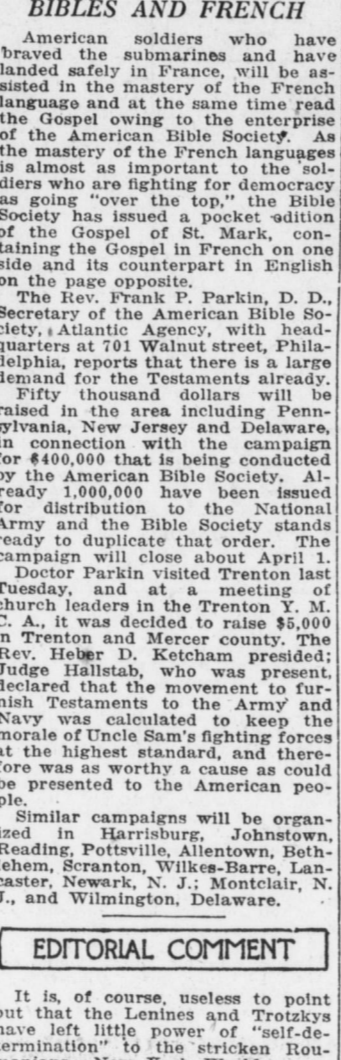 BIBLES AND FRENCH
American soldiers who have
braved the submarines and have
landed safely in France, will be as-
sisted in the mastery of the French
language and at the same time read
the Gospel owing to the enterprise
of the American Bible Society. As
the mastery of the French languages
is almost as important to the sol-
diers who are fighting for democracy
as going "over the top," the Bible
Society has issued a pocket edition
of the Gospel of St. Mark, con-
taining the Gospel in French on one
side and its counterpart in English
on the page opposite.
The Rev. Frank P. Parkin, D. D.,
Secretary of the American Bible So-
ciety, Atlantic Agency, with head-
quarters at 701 Walnut street, Phila-
delphia, reports that there is a large
demand for the Testaments already.
Fifty thousand dollars will be
raised in the area including Penn-
sylvania, New Jersey and Delaware,
in connection with the campaign
for $400,000 that is being conducted
by the American Bible Society. Al-
ready 1,000,000 have been issued
for distribution to the National
Army and the Bible Society stands
ready to duplicate that order. The
campaign will close about April 1.
Doctor Parkin visited Trenton last
Tuesday, and at a meeting of
church leaders in the Trenton Y. M.
C. A., it was decided to raise $5,000
in Trenton and Mercer county. The
Rev. Heber D. Ketcham presided;
Judge Hallstab, who was present,
declared that the movement to fur-
nish Testaments to the Army and
Navy was calculated to keep the
morale of Uncle Sam's fighting forces
at the highest standard, and there-
fore was as worthy a cause as could
be presented to the American peo-
ple.
Similar campaigns will be organ-
ized in Harrisburg, Johnstown,
Reading, Pottsville, Allentown, Beth-
lehem, Scranton, Wilkes-Barre, Lan-
caster, Newark, N. J.; Montclair, N.
J., and Wilmington, Delaware.
EDITORIAL COMMENT
It is, of course, useless to point
out that the Lenines and Trotzkys
have left little power of "self-de-
termination" to the stricken Rou-